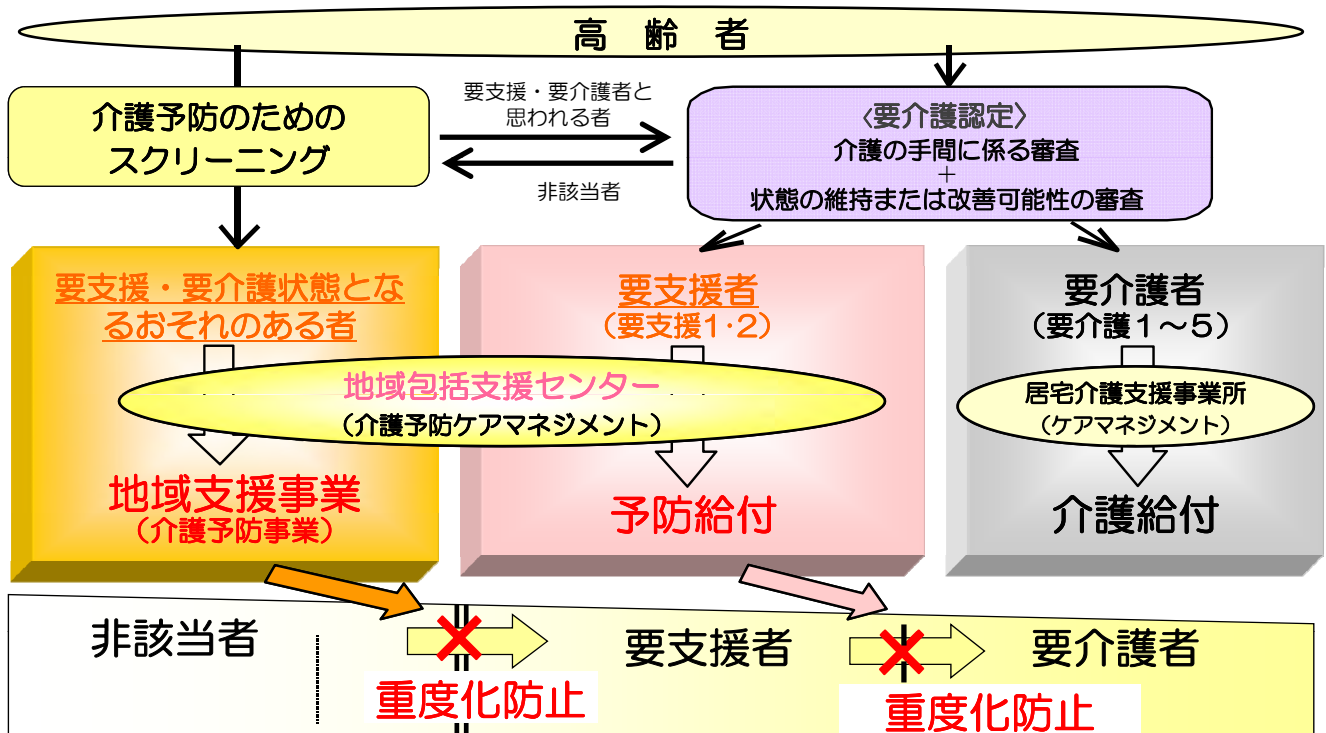 高 齢 者
介護予防のための
スクリーニング
要支援・要介護者と
思われる者
非該当者
〈要介護認定〉
介護の手間に係る審査
＋
状態の維持または改善可能性の審査
要支援・要介護状態とな
るおそれのある者
要支援者
（要支援１・２）
要介護者
（要介護１～５）
地域包括支援センター
（介護予防ケアマネジメント）
居宅介護支援事業所
（ケアマネジメント）
地域支援事業
（介護予防事業）
予防給付
介護給付
非該当者
要支援者
要介護者
重度化防止
重度化防止